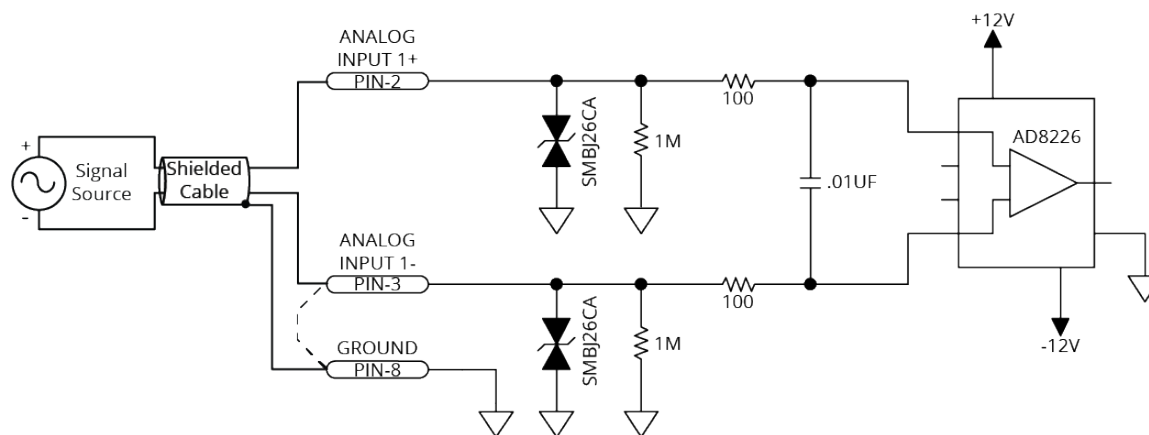 +12V
ANALOG
INPUT 1+
PIN-2
100
SMBJ26CA
1M
AD8226
+
Signal
Source
-
Shielded
Cable
.01UF
ANALOG
INPUT 1-
PIN-3
100
SMBJ26CA
1M
-12V
GROUND
PIN-8